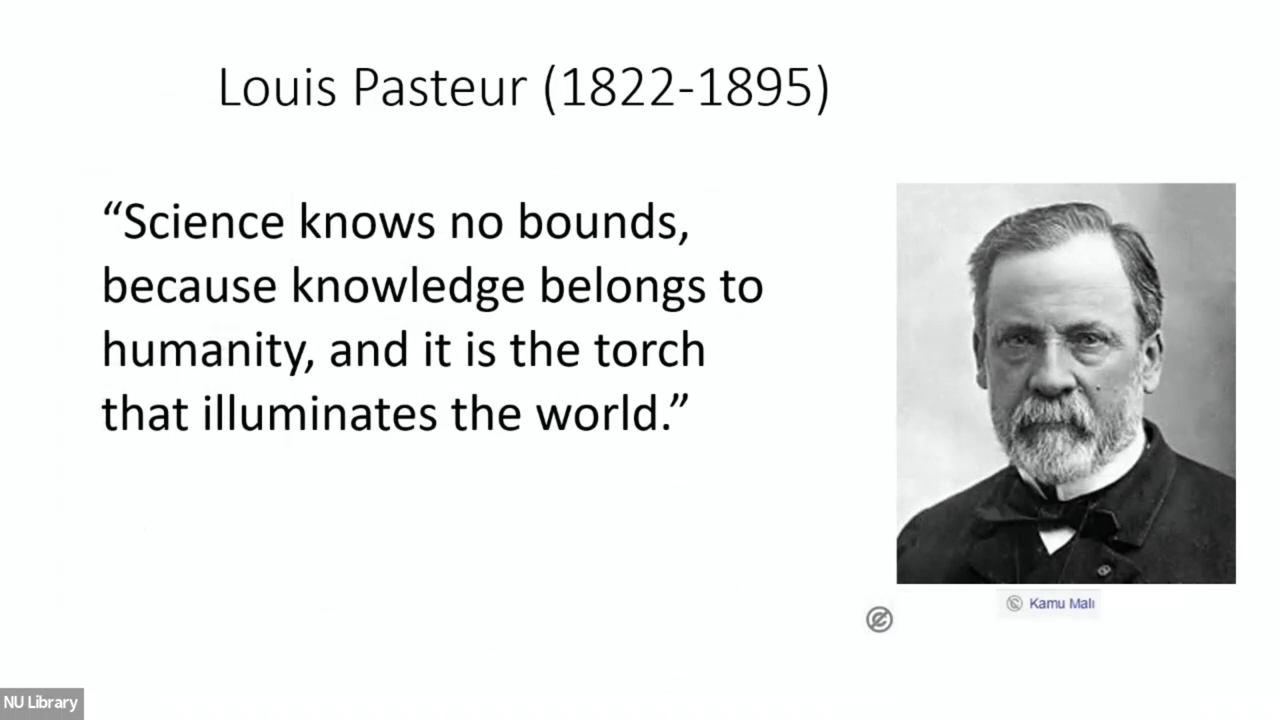 Louis Pasteur (1822-1895)
“Science knows no bounds,
because knowledge belongs to
humanity, and it is the torch
that illuminates the world.”
Kamu Malı
NU Library